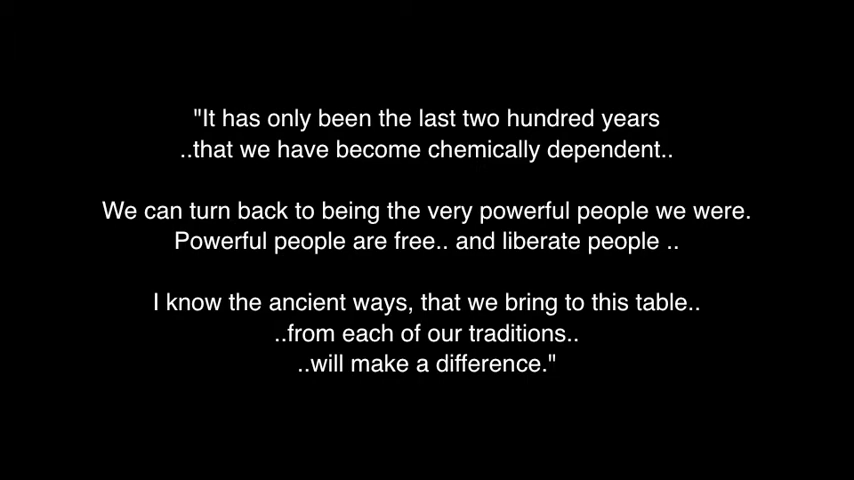 "It has only been the last two hundred years
..that we have become chemically dependent..
We can turn back to being the very powerful people we were.
Powerful people are free.. and liberate people ..
I know the ancient ways, that we bring to this table..
..from each of our traditions..
..will make a difference."